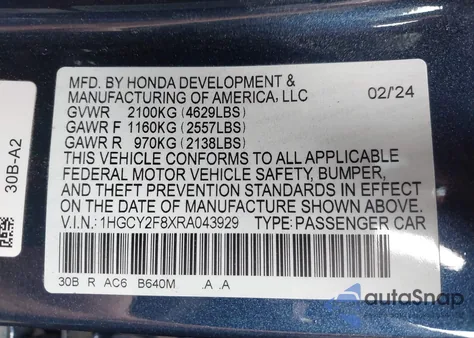 MFD. BY HONDA DEVELOPMENT &
MANUFACTURING OF AMERICA, LLC 02/'24
GVWR 2100KG (4629LBS)
GAWR F 1160KG (2557LBS)
GAWR R 970KG (2138LBS)
THIS VEHICLE CONFORMS TO ALL APPLICABLE
FEDERAL MOTOR VEHICLE SAFETY, BUMPER,
AND THEFT PREVENTION STANDARDS IN EFFECT
ON THE DATE OF MANUFACTURE SHOWN ABOVE.
V.I.N.:1HGCY2F8XRA043929 TYPE:PASSENGER CAR
30B R AC6 B640M .A .A
30B-A2
autoSnap